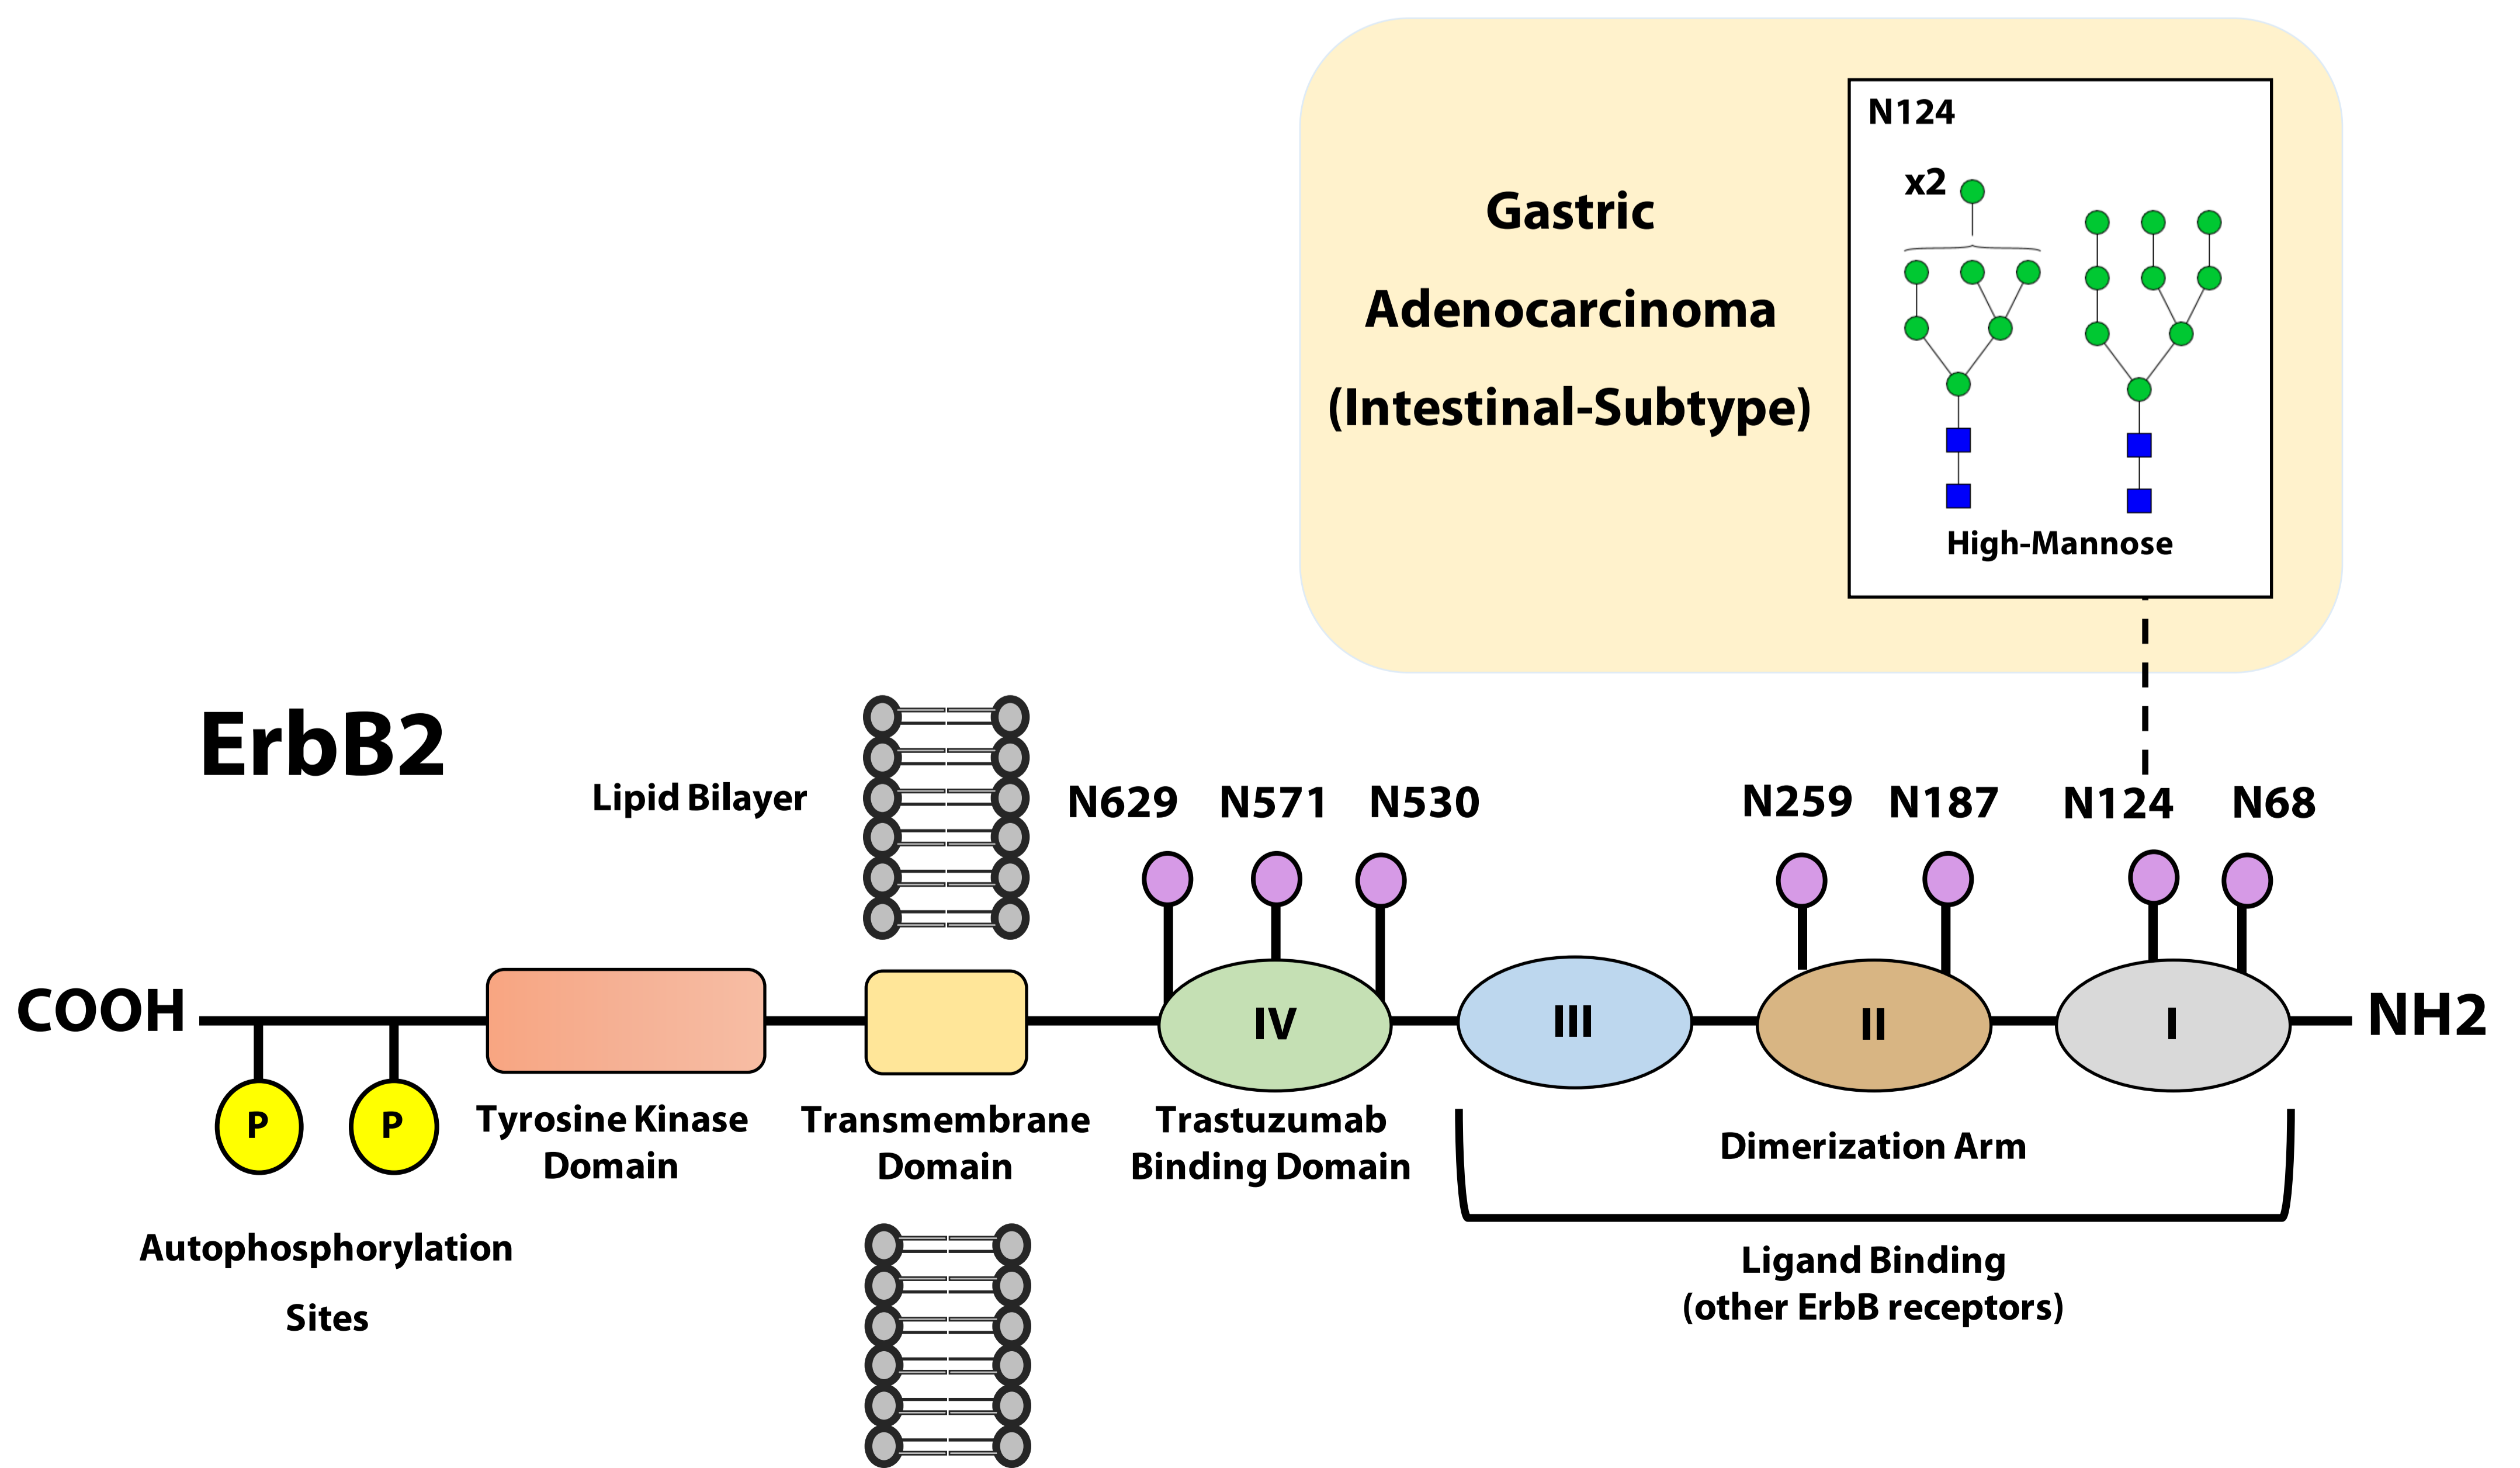 N124
x2
High-Mannose
Gastric
Adenocarcinoma
(Intestinal-Subtype)
ErbB2
Lipid Bilayer
N629 N571 N530 N259 N187 N124 N68
COOH IV III II I NH2
P P
Tyrosine Kinase
Domain
Transmembrane
Domain
Trastuzumab
Binding Domain
Dimerization Arm
Autophosphorylation
Sites
Ligand Binding
(other ErbB receptors)